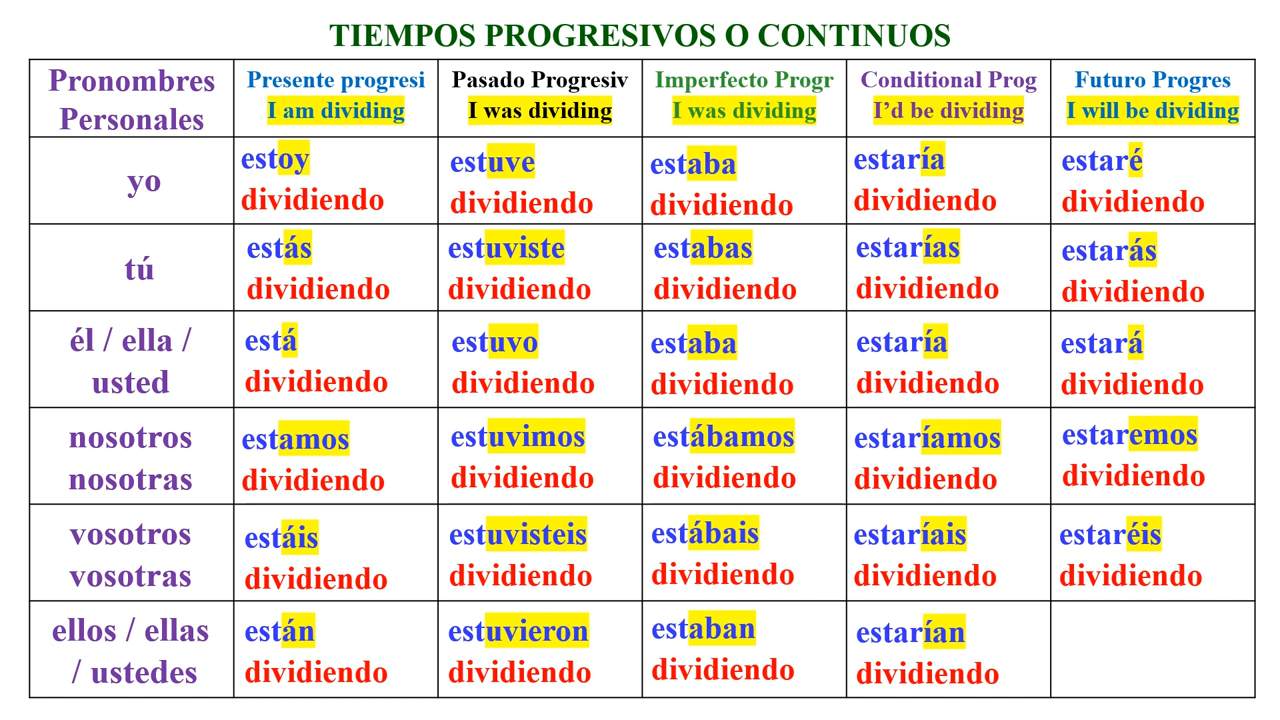 TIEMPOS PROGRESIVOS O CONTINUOS
Pronombres
Personales
Presente progresi
I am dividing
Pasado Progresiv
I was dividing
Imperfecto Progr
I was dividing
Conditional Prog
I’d be dividing
Futuro Progres
I will be dividing
yo
estoy
dividiendo
estuve
dividiendo
estaba
dividiendo
estaría
dividiendo
estaré
dividiendo
tú
estás
dividiendo
estuviste
dividiendo
estabas
dividiendo
estarías
dividiendo
estarás
dividiendo
él / ella /
usted
está
dividiendo
estuvo
dividiendo
estaba
dividiendo
estaría
dividiendo
estará
dividiendo
nosotros
nosotras
estamos
dividiendo
estuvimos
dividiendo
estábamos
dividiendo
estaríamos
dividiendo
estaremos
dividiendo
vosotros
vosotras
estáis
dividiendo
estuvisteis
dividiendo
estábais
dividiendo
estaríais
dividiendo
estaréis
dividiendo
ellos / ellas
/ ustedes
están
dividiendo
estuvieron
dividiendo
estaban
dividiendo
estarían
dividiendo